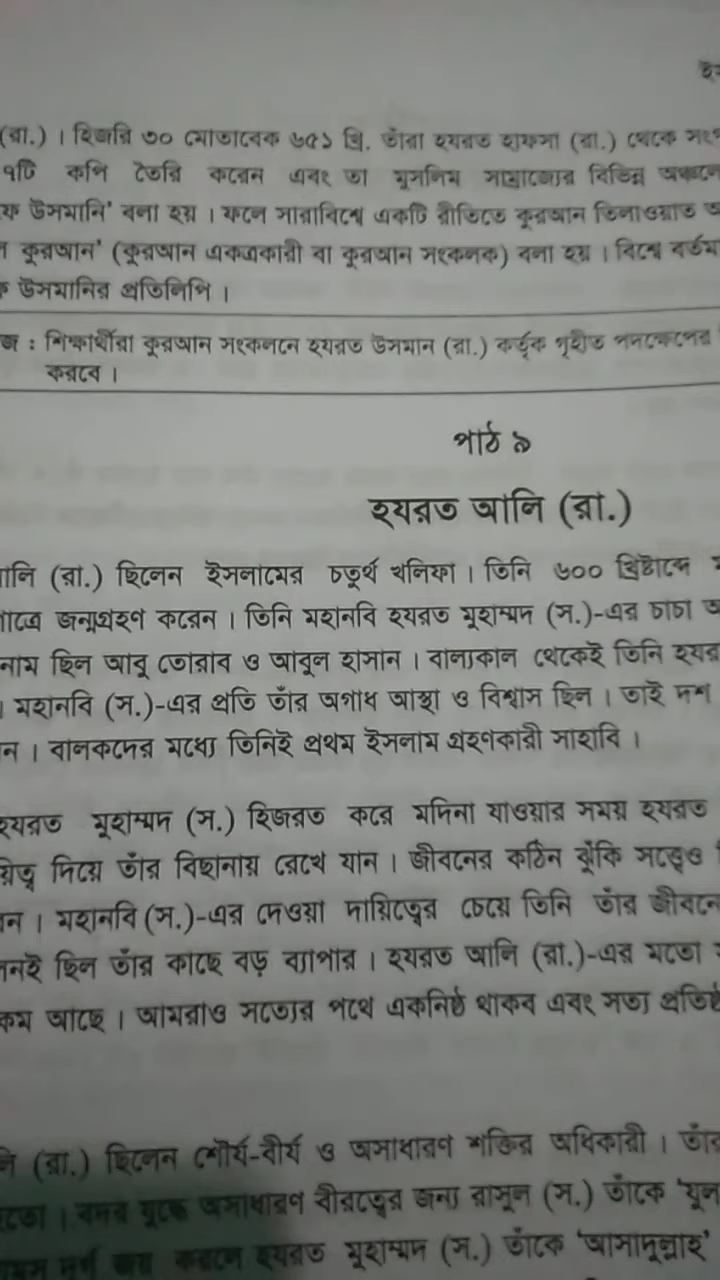 (রা.) । হিজরি ৩০ মোতাবেক ৬৫১ খ্রি. তাঁরা হযরত হাফসা (রা.) থেকে
৭টি কপি তৈরি করেন এবং তা মুসলিম সাম্রাজ্যের বিভিন্ন অঞ্চলে
উসমানি' বলা হয় । ফলে সারাবিশ্বে একটি রীতিতে কুরআন তিলাওয়াত
কুরআন' (কুরআন একত্রকারী বা কুরআন সংকলক) বলা হয় । বিশ্বে
উসমানির প্রতিলিপি ।
: শিক্ষার্থীরা কুরআন সংকলনে হযরত উসমান (রা.) কর্তৃক গৃহীত পদক্ষেপের
করবে ।
পাঠ ৯
হযরত আলি (রা.)
(রা.) ছিলেন ইসলামের চতুর্থ খলিফা । তিনি ৬০০ খ্রিষ্টাব্দে
জন্মগ্রহণ করেন । তিনি মহানবি হযরত মুহাম্মদ (স.)-এর চাচা
নাম ছিল আবু তোরাব ও আবুল হাসান । বাল্যকাল থেকেই তিনি
। মহানবি (স.)-এর প্রতি তাঁর অগাধ আস্থা ও বিশ্বাস ছিল । তাই দশ
। বালকদের মধ্যে তিনিই প্রথম ইসলাম গ্রহণকারী সাহাবি ।
হযরত মুহাম্মদ (স.) হিজরত করে মদিনা যাওয়ার সময় হযরত
দিয়ে তাঁর বিছানায় রেখে যান । জীবনের কঠিন ঝুঁকি সত্ত্বেও
। মহানবি (স.)-এর দেওয়া দায়িত্বের চেয়ে তিনি তাঁর জীবনে
ছিল তাঁর কাছে বড় ব্যাপার । হযরত আলি (রা.)-এর মতো
কম আছে । আমরাও সত্যের পথে একনিষ্ঠ থাকব এবং সত্য
(রা.) ছিলেন শৌর্য-বীর্য ও অসাধারণ শক্তির অধিকারী । তাঁর
। বদর যুদ্ধে অসাধারণ বীরত্বের জন্য রাসুল (স.) তাঁকে
দুর্গ জয় করলে হযরত মুহাম্মদ (স.) তাঁকে 'আসাদুল্লাহ'